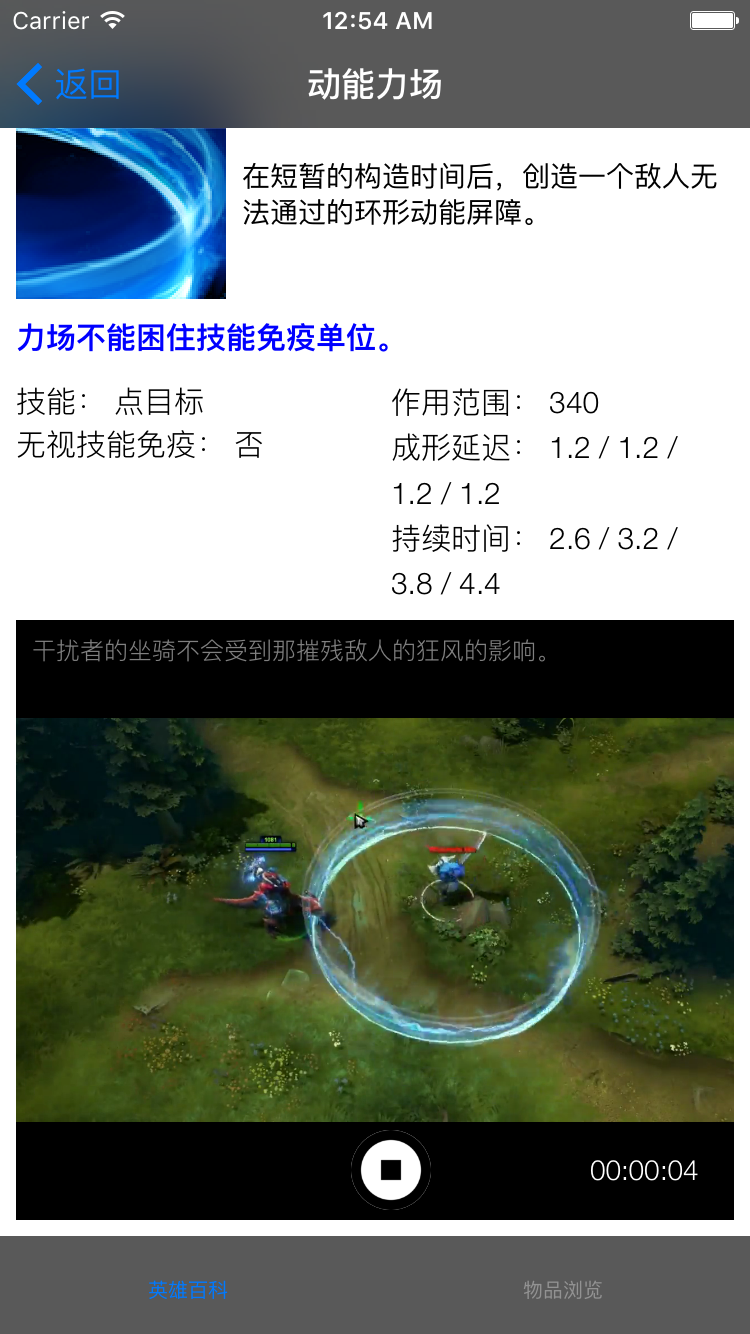 Carrier 12:54 AM
返回 动能力场
在短暂的构造时间后，创造一个敌人无
法通过的环形动能屏障。
力场不能困住技能免疫单位。
技能： 点目标
无视技能免疫： 否
作用范围： 340
成形延迟： 1.2 / 1.2 /
1.2 / 1.2
持续时间： 2.6 / 3.2 /
3.8 / 4.4
干扰者的坐骑不会受到那摧残敌人的狂风的影响。
1081
00:00:04
英雄百科 物品浏览